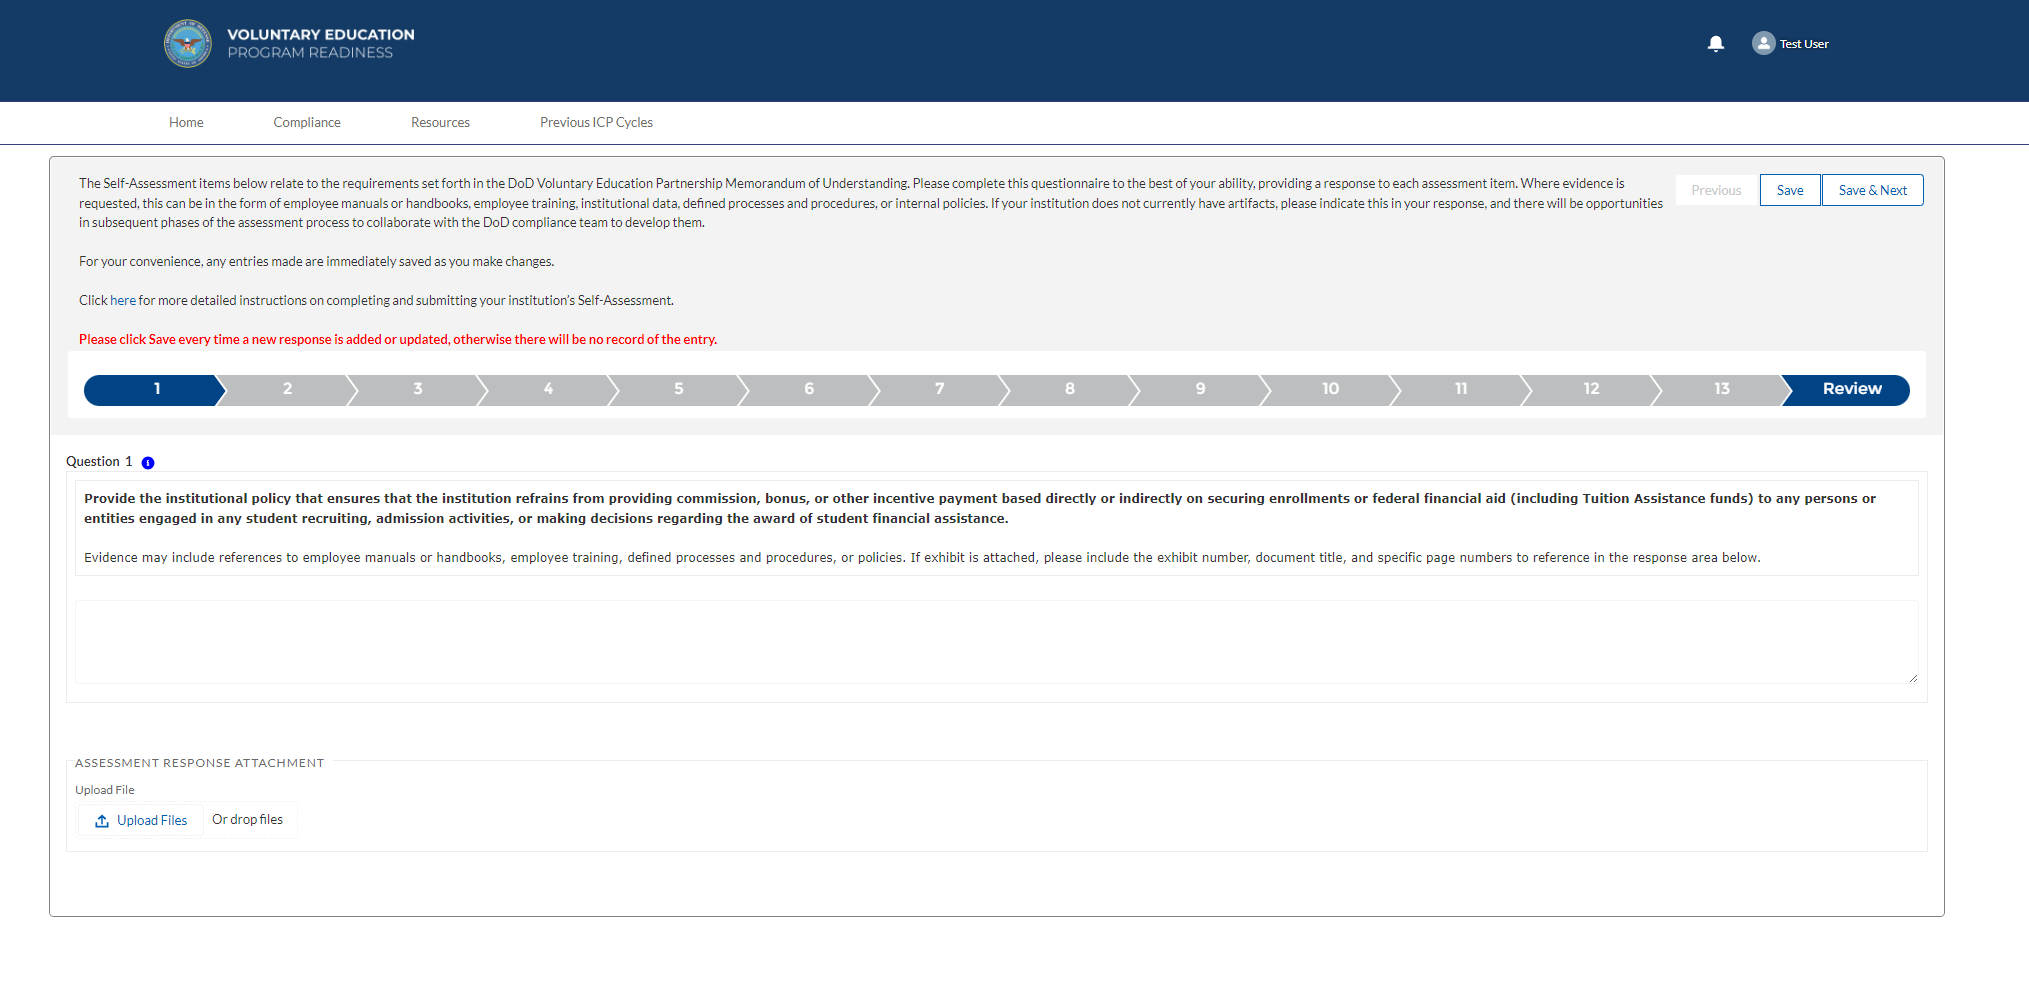 VOLUNTARY EDUCATION
PROGRAM READINESS
Test User
Home
Compliance
Resources
Previous ICP Cycles
The Self-Assessment items below relate to the requirements set forth in the DoD Voluntary Education Partnership Memorandum of Understanding. Please complete this questionnaire to the best of your ability, providing a response to each assessment item. Where evidence is
requested, this can be in the form of employee manuals or handbooks, employee training, institutional data, defined processes and procedures, or internal policies. If your institution does not currently have artifacts, please indicate this in your response, and there will be opportunities
in subsequent phases of the assessment process to collaborate with the DoD compliance team to develop them.
Previous
Save
Save & Next
For your convenience, any entries made are immediately saved as you make changes.
Click here for more detailed instructions on completing and submitting your institution's Self-Assessment.
Please click Save every time a new response is added or updated, otherwise there will be no record of the entry.
1
2
3
4
5
6
7
8
9
10
11
12
13
Review
Question 1
Provide the institutional policy that ensures that the institution refrains from providing commission, bonus, or other incentive payment based directly or indirectly on securing enrollments or federal financial aid (including Tuition Assistance funds) to any persons or
entities engaged in any student recruiting, admission activities, or making decisions regarding the award of student financial assistance.
Evidence may include references to employee manuals or handbooks, employee training, defined processes and procedures, or policies. If exhibit is attached, please include the exhibit number, document title, and specific page numbers to reference in the response area below.
ASSESSMENT RESPONSE ATTACHMENT
Upload File
Upload Files
Or drop files